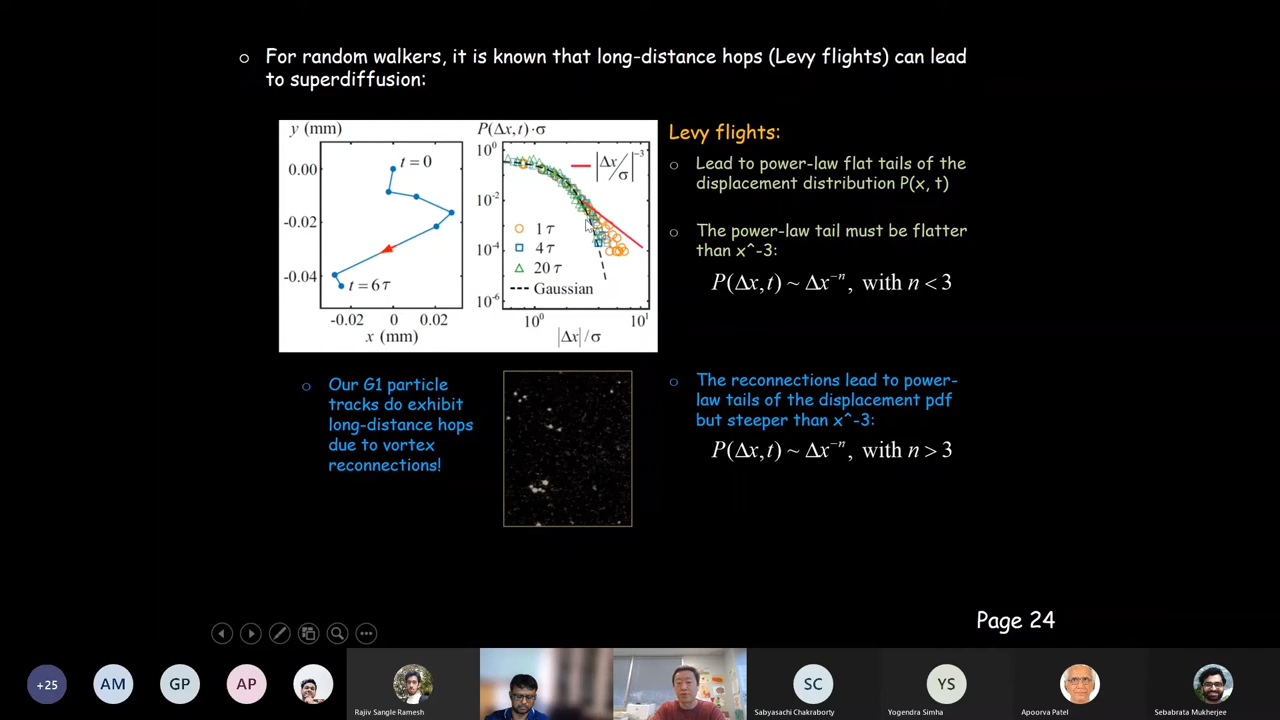 For random walkers, it is known that long-distance hops (Levy flights) can lead
to superdiffusion:
y (mm)
t=0
0.00
-0.02
-0.04
t=6τ
-0.02 0 0.02
x (mm)
P(Δx,t)·σ
10^0
10^-2
10^-4
10^-6
|Δx/σ|^-3
1τ
4τ
20τ
Gaussian
10^0 10^1
|Δx|/σ
Levy flights:
Lead to power-law flat tails of the
displacement distribution P(x, t)
The power-law tail must be flatter
than x^-3:
P(Δx,t) ~ Δx^-n, with n < 3
Our G1 particle
tracks do exhibit
long-distance hops
due to vortex
reconnections!
The reconnections lead to power-
law tails of the displacement pdf
but steeper than x^-3:
P(Δx,t) ~ Δx^-n, with n > 3
Page 24
+25
AM
GP
AP
SC
YS
Rajiv Sangle Ramesh
Sabyasachi Chakraborty
Yogendra Simha
Apoorva Patel
Sebabrata Mukherjee